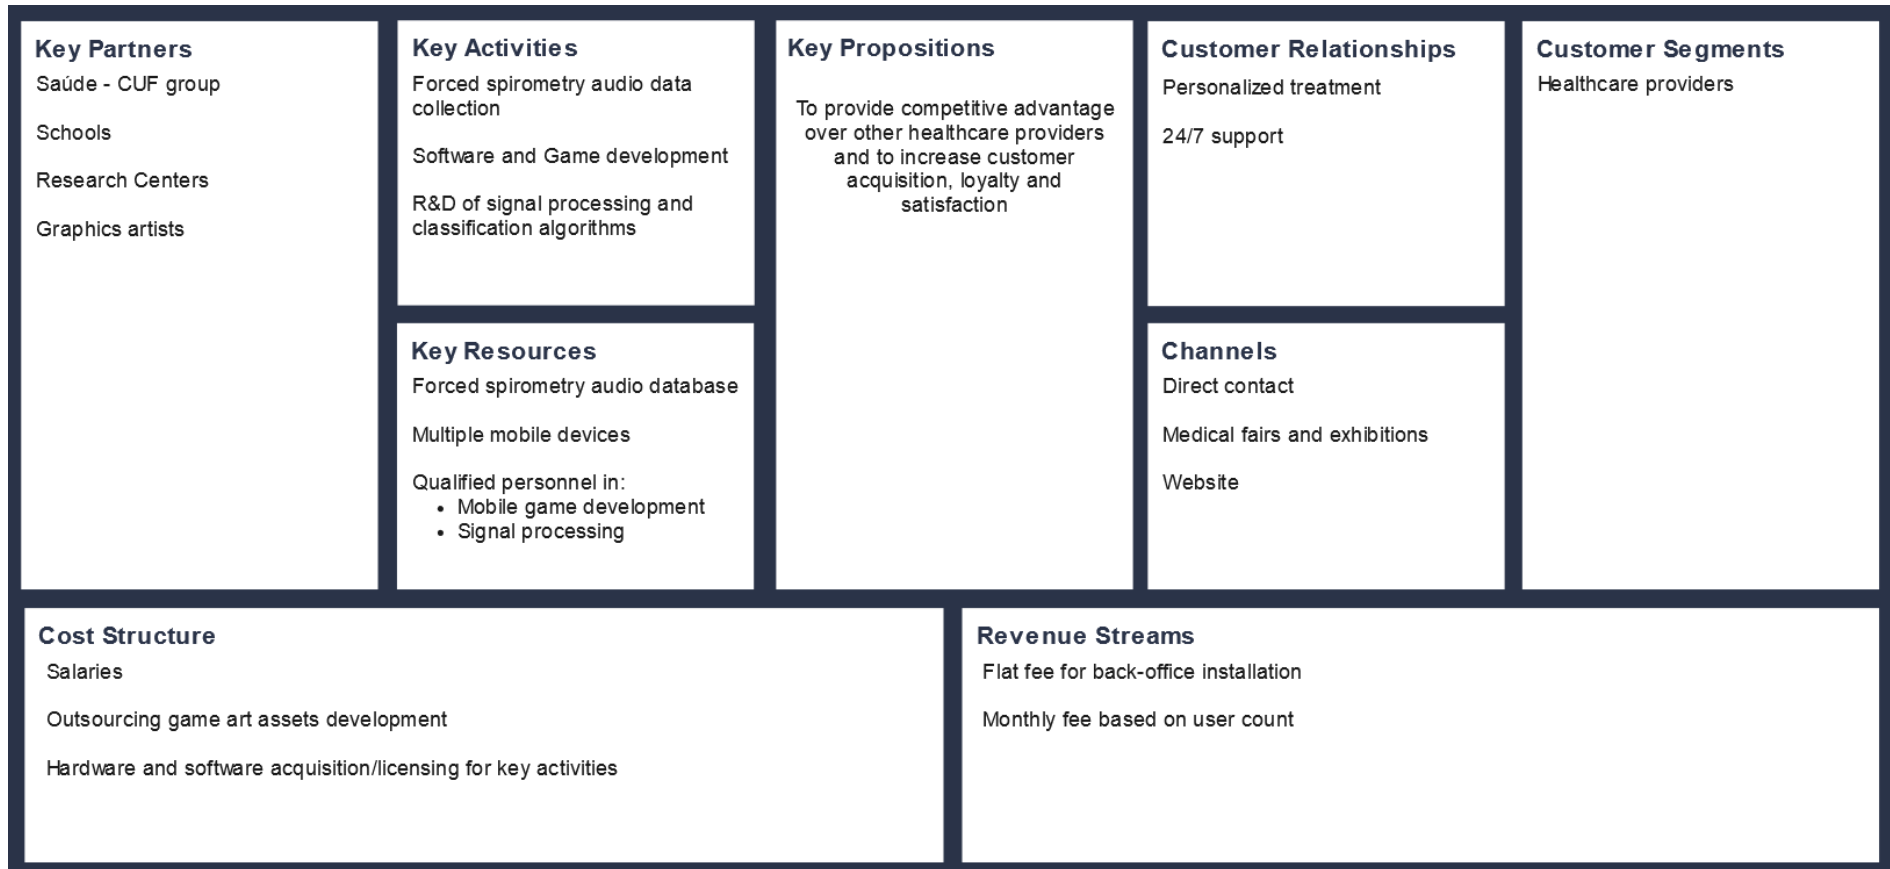 Key Partners
Saúde - CUF group
Schools
Research Centers
Graphics artists
Key Activities
Forced spirometry audio data
collection
Software and Game development
R&D of signal processing and
classification algorithms
Key Resources
Forced spirometry audio database
Multiple mobile devices
Qualified personnel in:
• Mobile game development
• Signal processing
Key Propositions
To provide competitive advantage
over other healthcare providers
and to increase customer
acquisition, loyalty and
satisfaction
Customer Relationships
Personalized treatment
24/7 support
Channels
Direct contact
Medical fairs and exhibitions
Website
Customer Segments
Healthcare providers
Cost Structure
Salaries
Outsourcing game art assets development
Hardware and software acquisition/licensing for key activities
Revenue Streams
Flat fee for back-office installation
Monthly fee based on user count